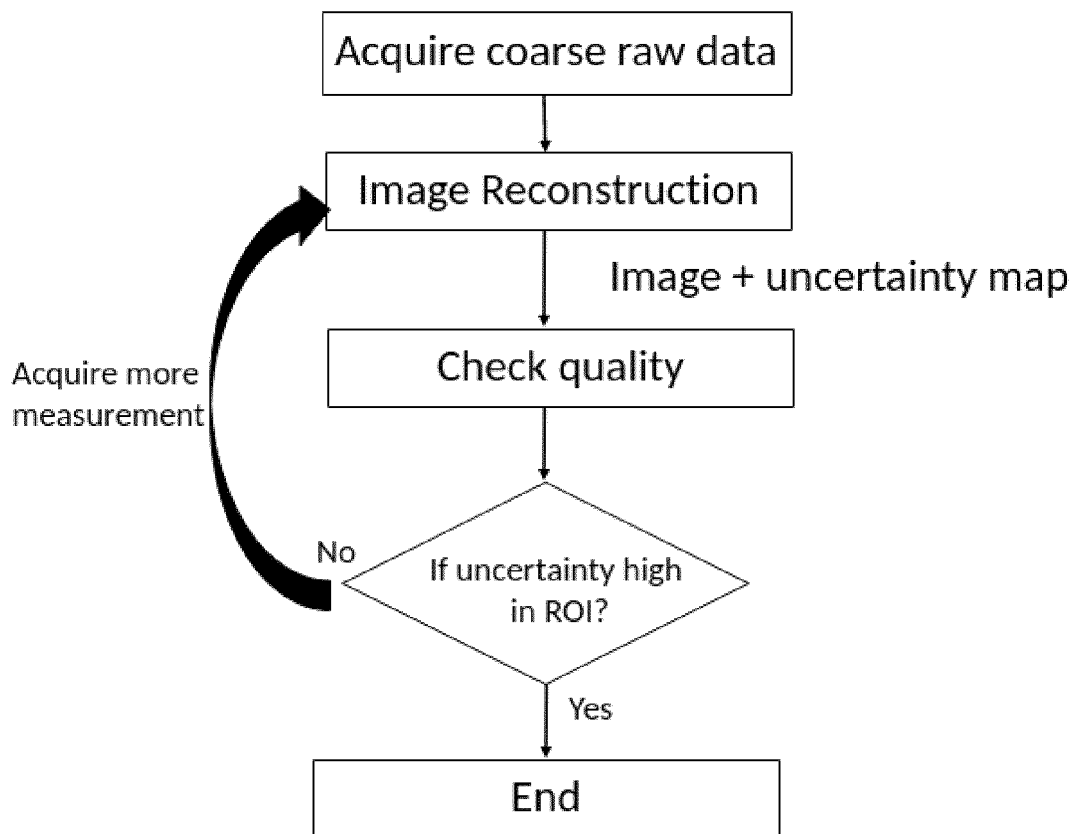 Acquire coarse raw data
Image Reconstruction
Image + uncertainty map
Check quality
Acquire more
measurement
No
If uncertainty high
in ROI?
Yes
End